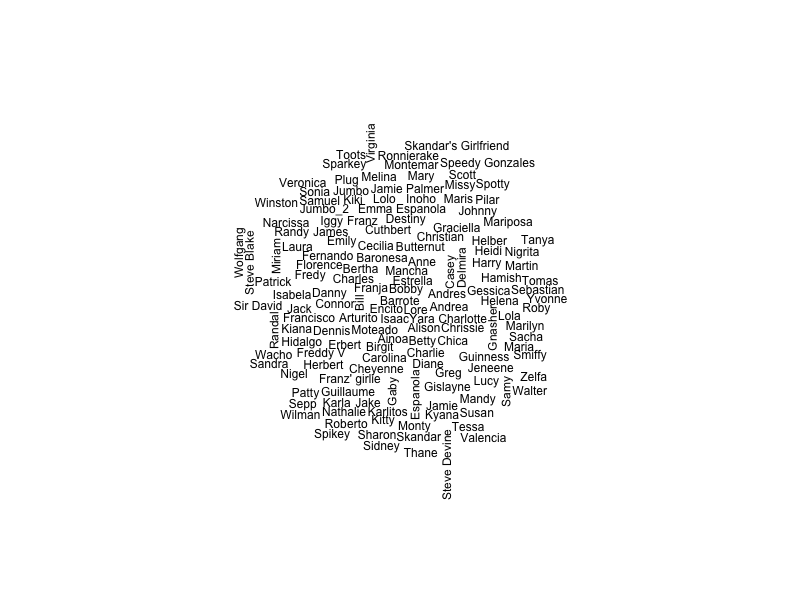 Virginia
Skandar's Girlfriend
Toots Ronnierake
Sparkey Montemar Speedy Gonzales
Melina Mary Scott
Veronica Plug Missy Spotty
Sonia Jumbo Jamie Palmer
Winston Samuel Kiki Lolo Inoho Maris Pilar
Jumbo_2 Emma Espanola Johnny
Narcissa Iggy Franz Destiny Mariposa
Randy James Cuthbert Graciella
Emily Christian Helber Tanya
Wolfgang
Steve Blake
Miriam
Laura Cecilia Butternut Heidi Nigrita
Fernando Baronesa Anne
Casey
Delmira
Florence Bertha Mancha Harry Martin
Patrick Fredy Charles Estrella Hamish Tomas
Isabela Danny Franja Bobby Andres Gessica Sebastian
Bill
Sir David Jack Connor Barrote Andrea Helena Yvonne
Encito Lore Roby
Randal
Francisco Arturito Isaac Yara Charlotte Lola
Gnasher
Kiana Dennis Moteado Alison Chrissie Marilyn
Hidalgo Erbert Ainoa Betty Chica Sacha
Birgit Maria
Wacho Freddy V Carolina Charlie Guinness Smiffy
Sandra Herbert Cheyenne Diane Jeneene
Nigel Franz' girlie Greg Lucy Zelfa
Gaby
Espanola
Samy
Patty Guillaume Gislayne Walter
Sepp Karla Jake Jamie Mandy
Wilman Nathalie Karlitos Kyana Susan
Roberto Kitty Monty Tessa
Spikey Sharon Skandar Valencia
Sidney Thane
Steve Devine